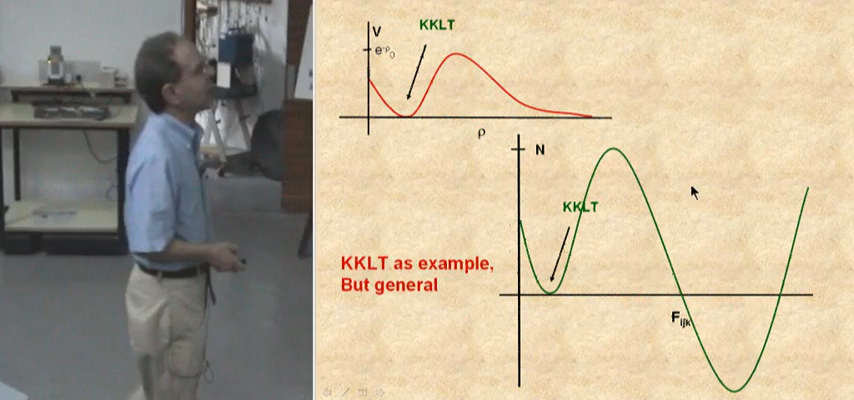 KKLT
V
e^-ρ₀
ρ
N
KKLT
KKLT as example,
But general
F_ijk